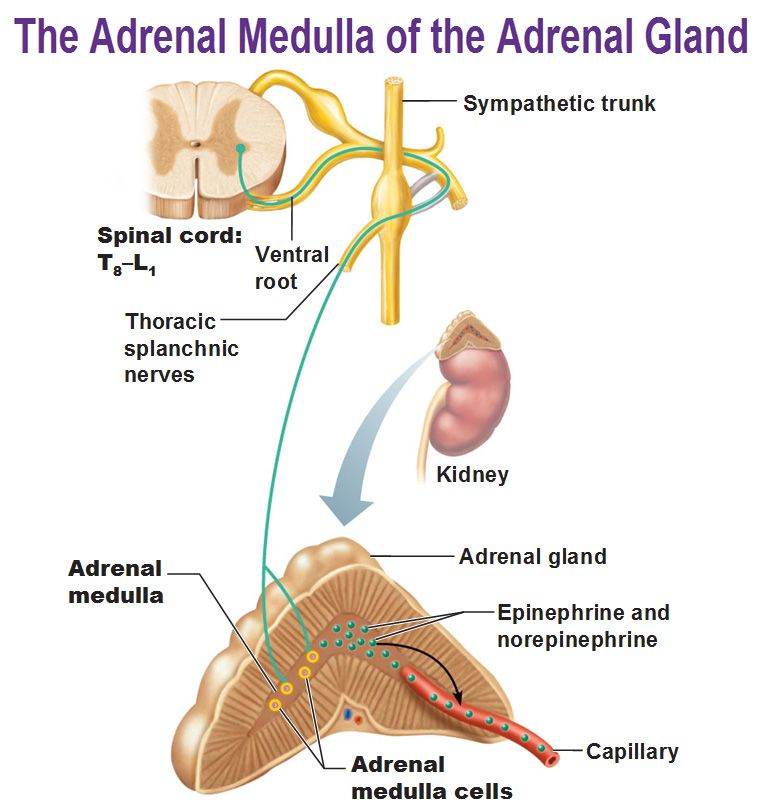 The Adrenal Medulla of the Adrenal Gland
Sympathetic trunk
Spinal cord:
T₈–L₁
Ventral
root
Thoracic
splanchnic
nerves
Kidney
Adrenal gland
Adrenal
medulla
Epinephrine and
norepinephrine
Capillary
Adrenal
medulla cells